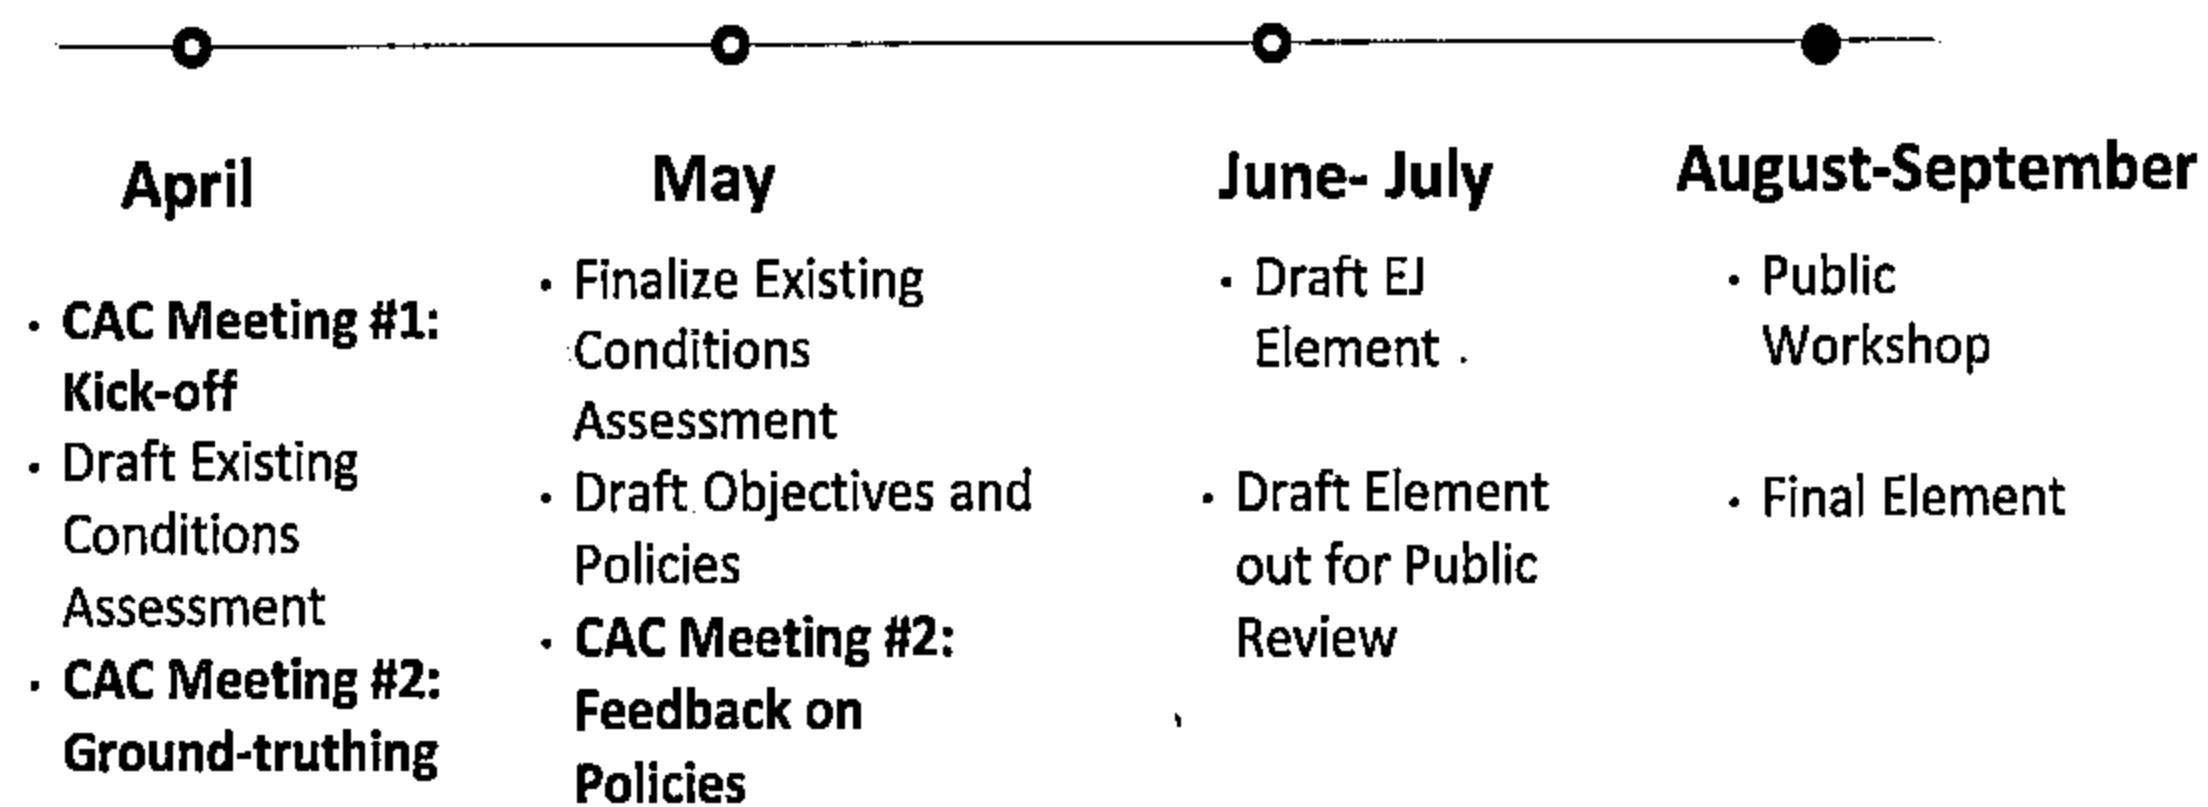 April
· CAC Meeting #1:
Kick-off
· Draft Existing
Conditions
Assessment
· CAC Meeting #2:
Ground-truthing
May
· Finalize Existing
Conditions
Assessment
· Draft Objectives and
Policies
· CAC Meeting #2:
Feedback on
Policies
June- July
· Draft EJ
Element
· Draft Element
out for Public
Review
August-September
· Public
Workshop
· Final Element